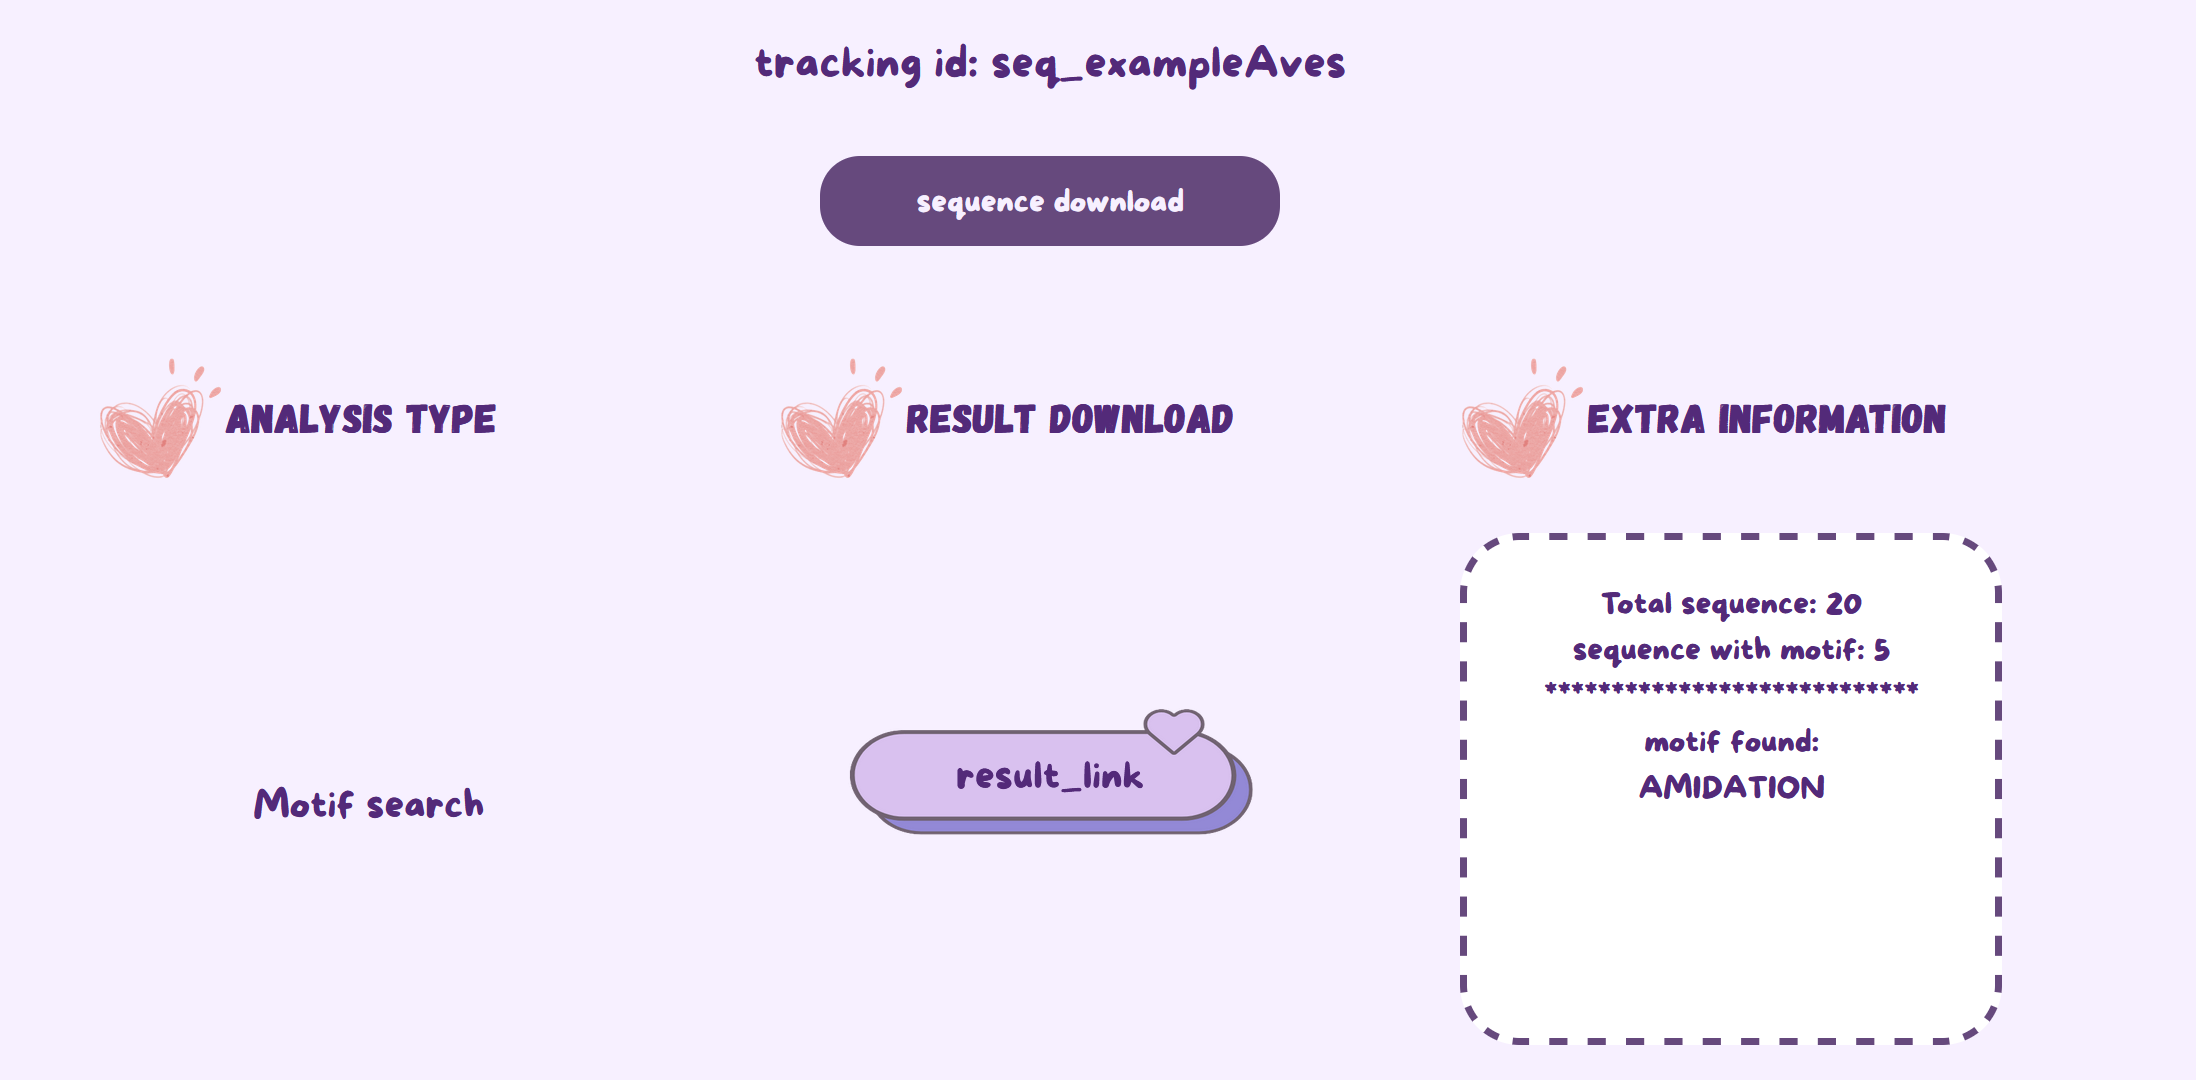 tracking id: seq_exampleAves
sequence download
ANALYSIS TYPE
RESULT DOWNLOAD
EXTRA INFORMATION
Motif search
result_link
Total sequence: 20
sequence with motif: 5
****************************
motif found:
AMIDATION